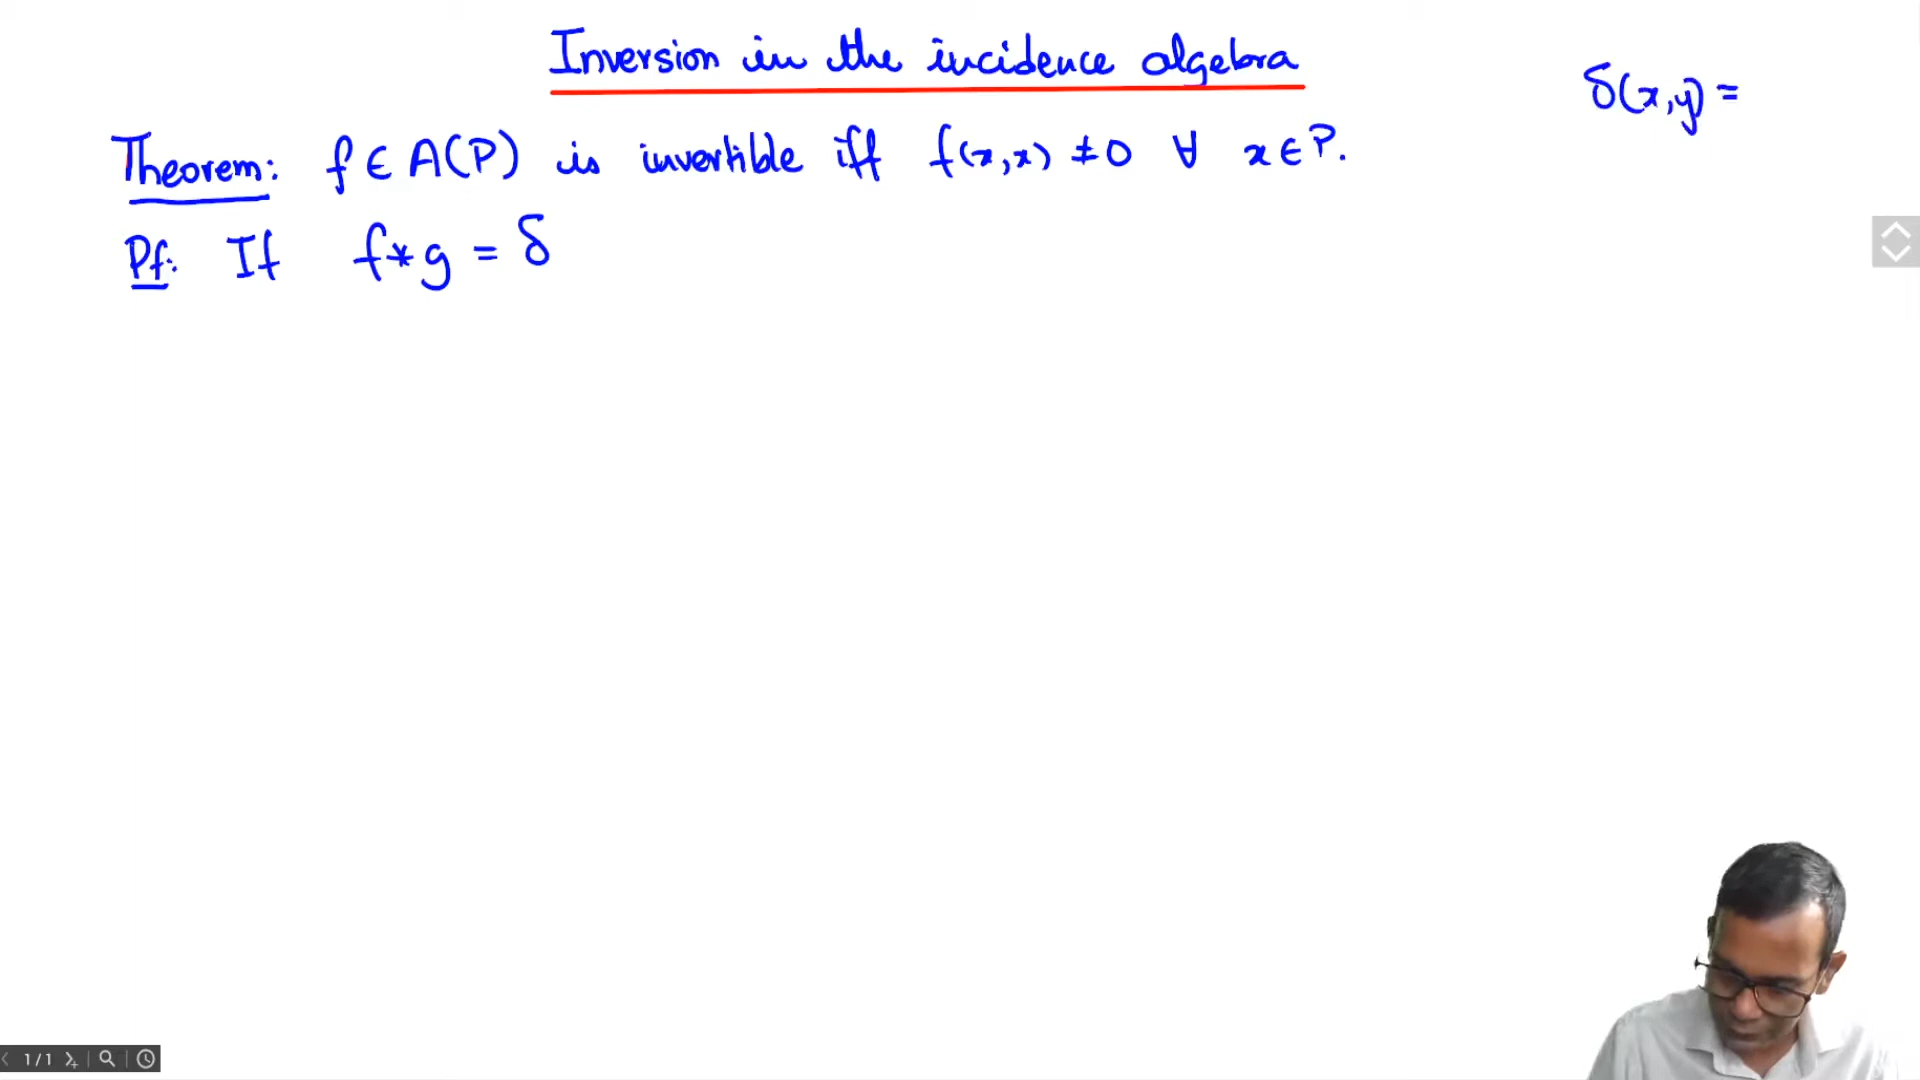 Inversion in the incidence algebra
δ(x,y) =
Theorem: f ∈ A(P) is invertible iff f(x,x) ≠ 0 ∀ x ∈ P.
Pf: If f * g = δ
1/1